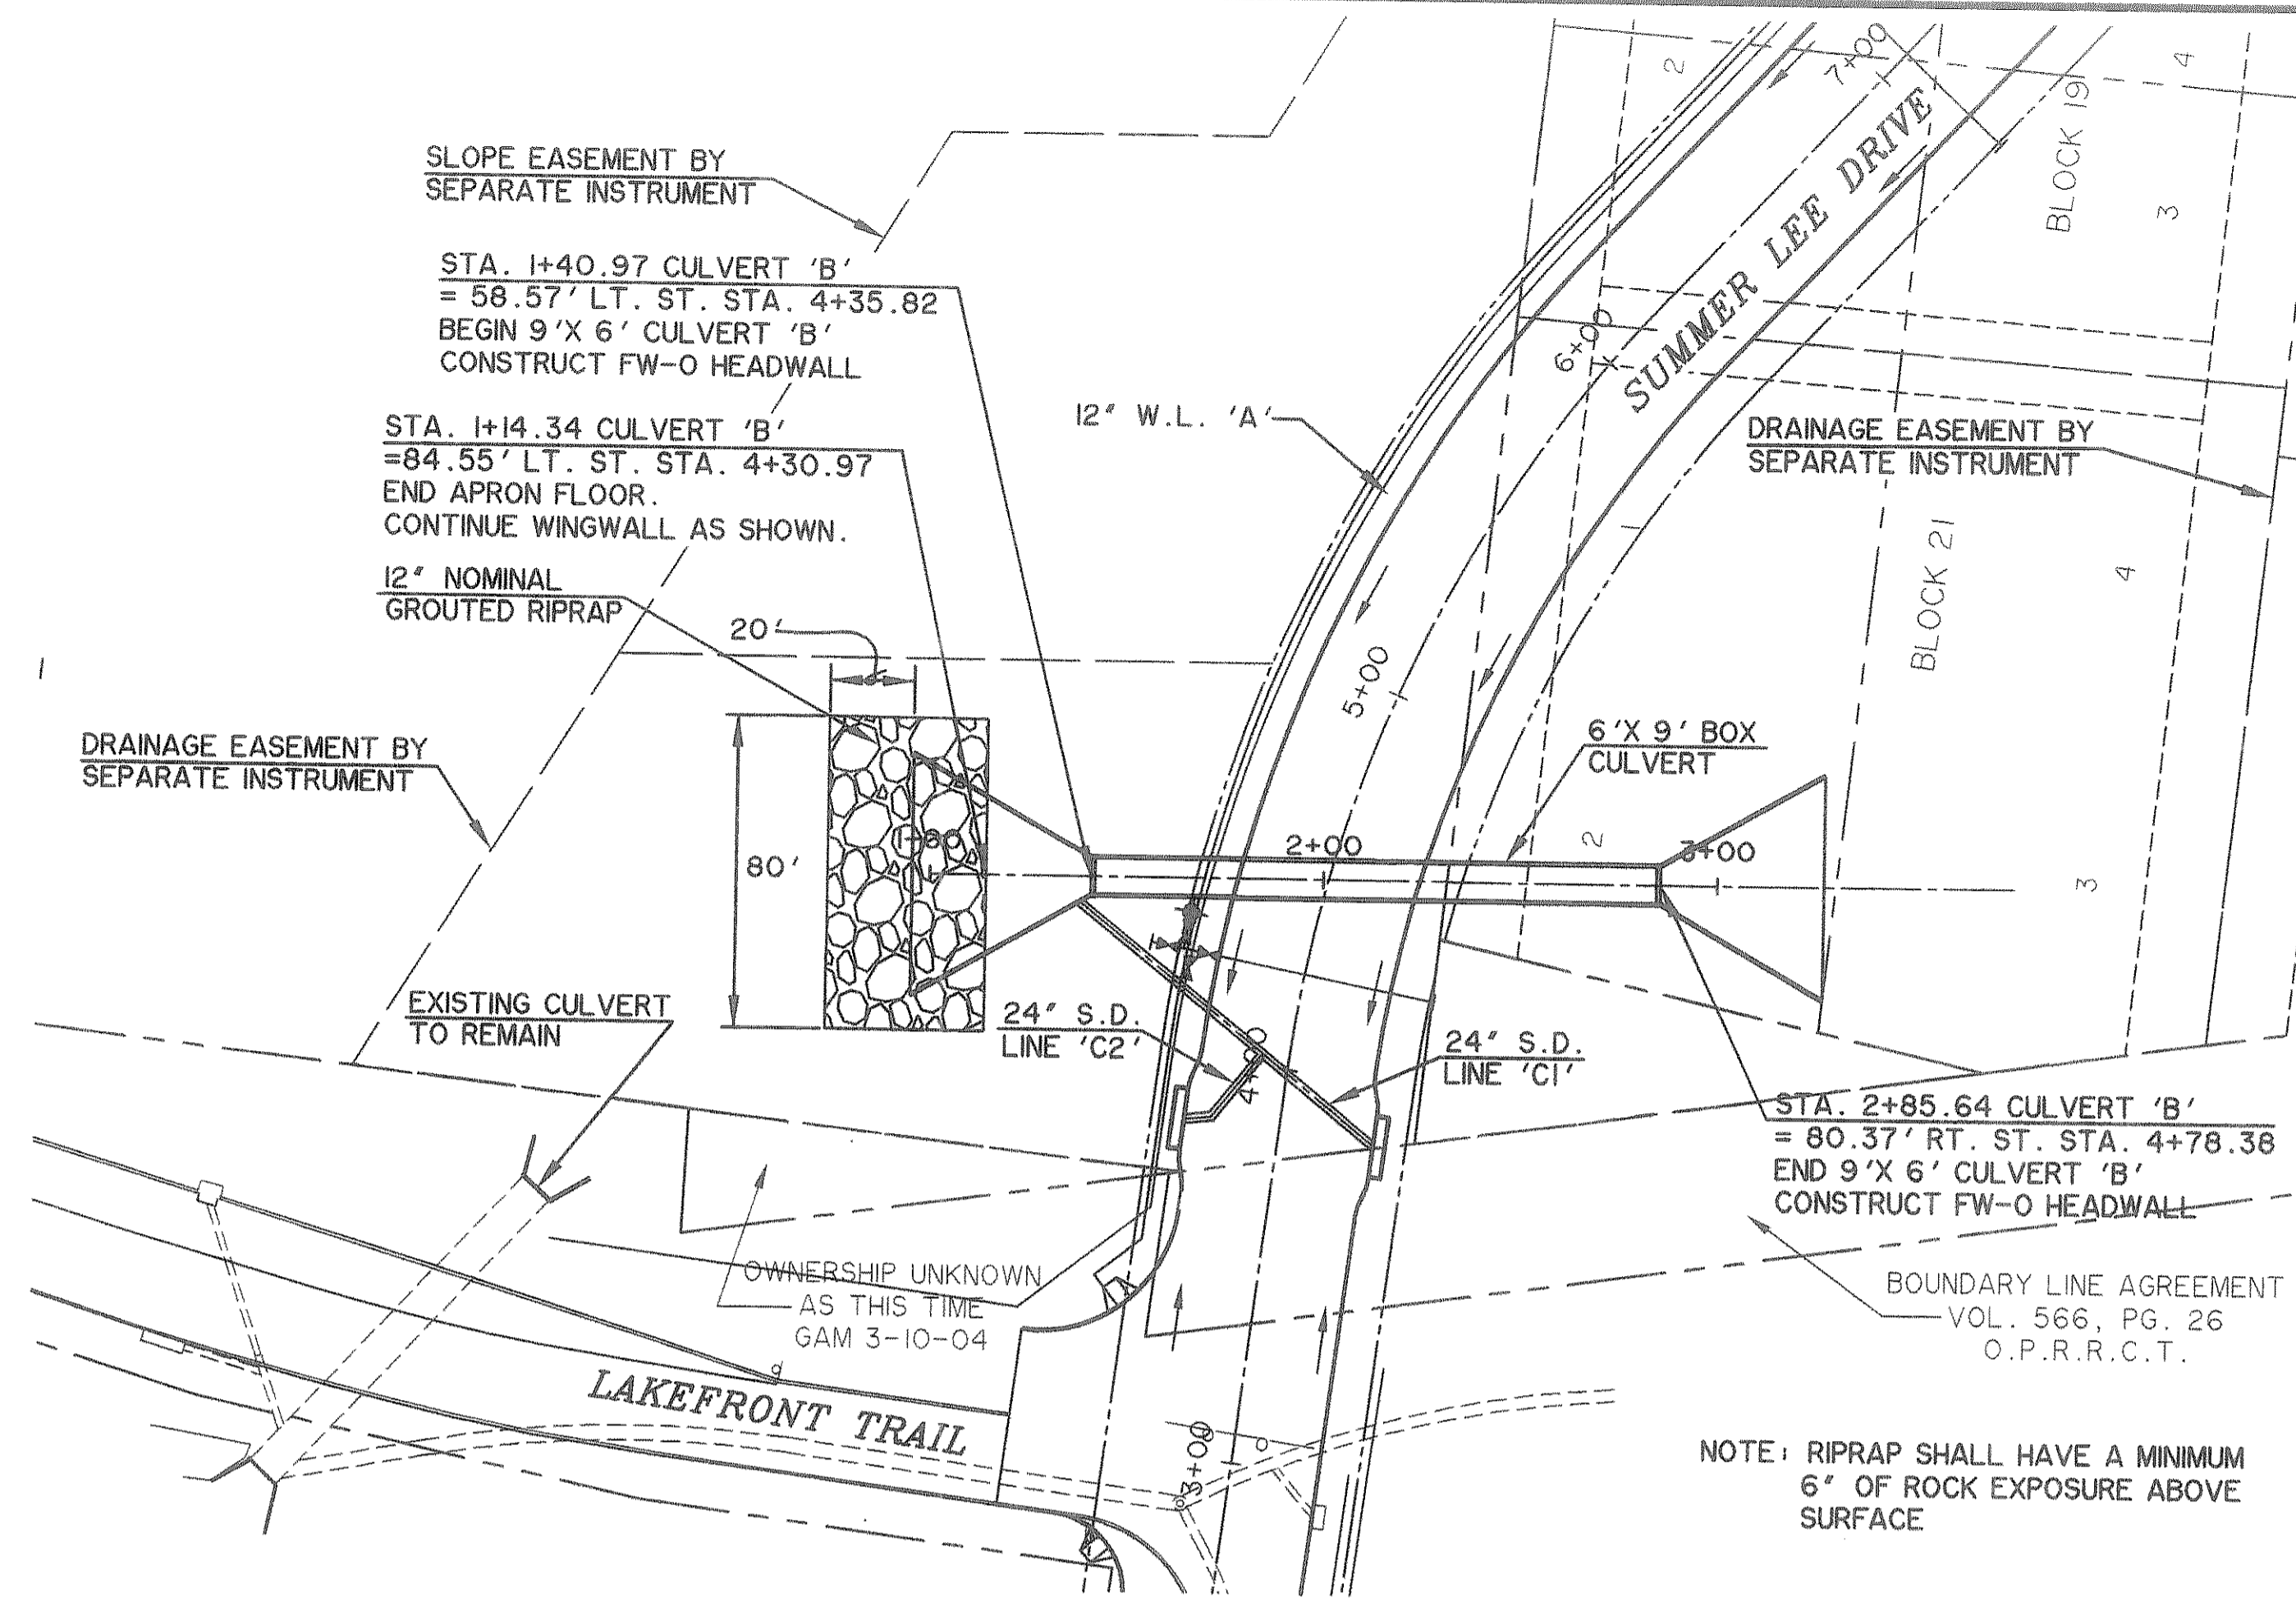 SLOPE EASEMENT BY
SEPARATE INSTRUMENT
STA. 1+40.97 CULVERT 'B'
= 58.57' LT. ST. STA. 4+35.82
BEGIN 9'X 6' CULVERT 'B'
CONSTRUCT FW-O HEADWALL
STA. 1+14.34 CULVERT 'B'
=84.55' LT. ST. STA. 4+30.97
END APRON FLOOR.
CONTINUE WINGWALL AS SHOWN.
12" NOMINAL
GROUTED RIPRAP
20'
80'
DRAINAGE EASEMENT BY
SEPARATE INSTRUMENT
EXISTING CULVERT
TO REMAIN
12" W.L. 'A'
7+00
SUMMER LEE DRIVE
6+00
5+00
2
4
BLOCK 19
3
1
DRAINAGE EASEMENT BY
SEPARATE INSTRUMENT
BLOCK 21
4
6'X 9' BOX
CULVERT
2
3
2+00
3+00
24" S.D.
LINE 'C2'
24" S.D.
LINE 'C1'
STA. 2+85.64 CULVERT 'B'
= 80.37' RT. ST. STA. 4+78.38
END 9'X 6' CULVERT 'B'
CONSTRUCT FW-O HEADWALL
OWNERSHIP UNKNOWN
AS THIS TIME
GAM 3-10-04
BOUNDARY LINE AGREEMENT
VOL. 566, PG. 26
O.P.R.R.C.T.
LAKEFRONT TRAIL
3+00
NOTE: RIPRAP SHALL HAVE A MINIMUM
6" OF ROCK EXPOSURE ABOVE
SURFACE